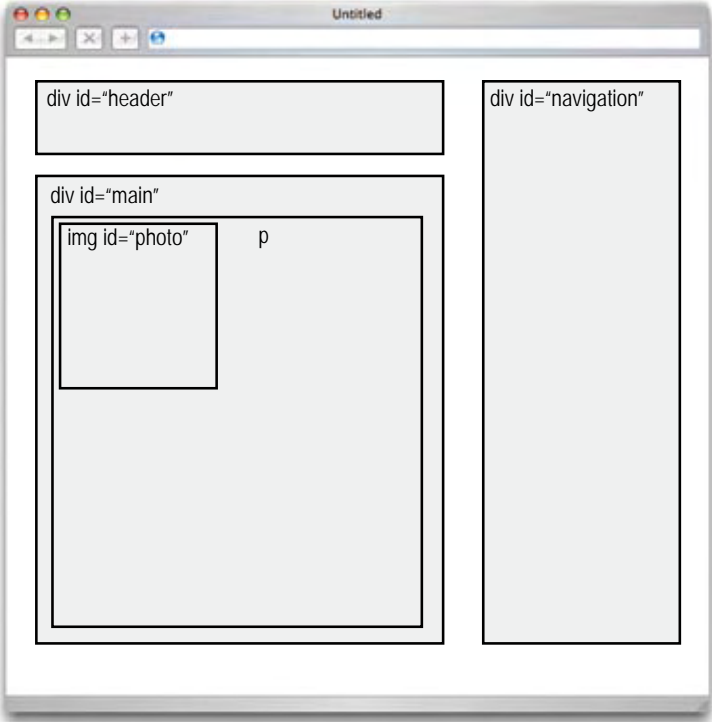 Untitled
div id=“header”
div id=“navigation”
div id=“main”
img id=“photo”
p